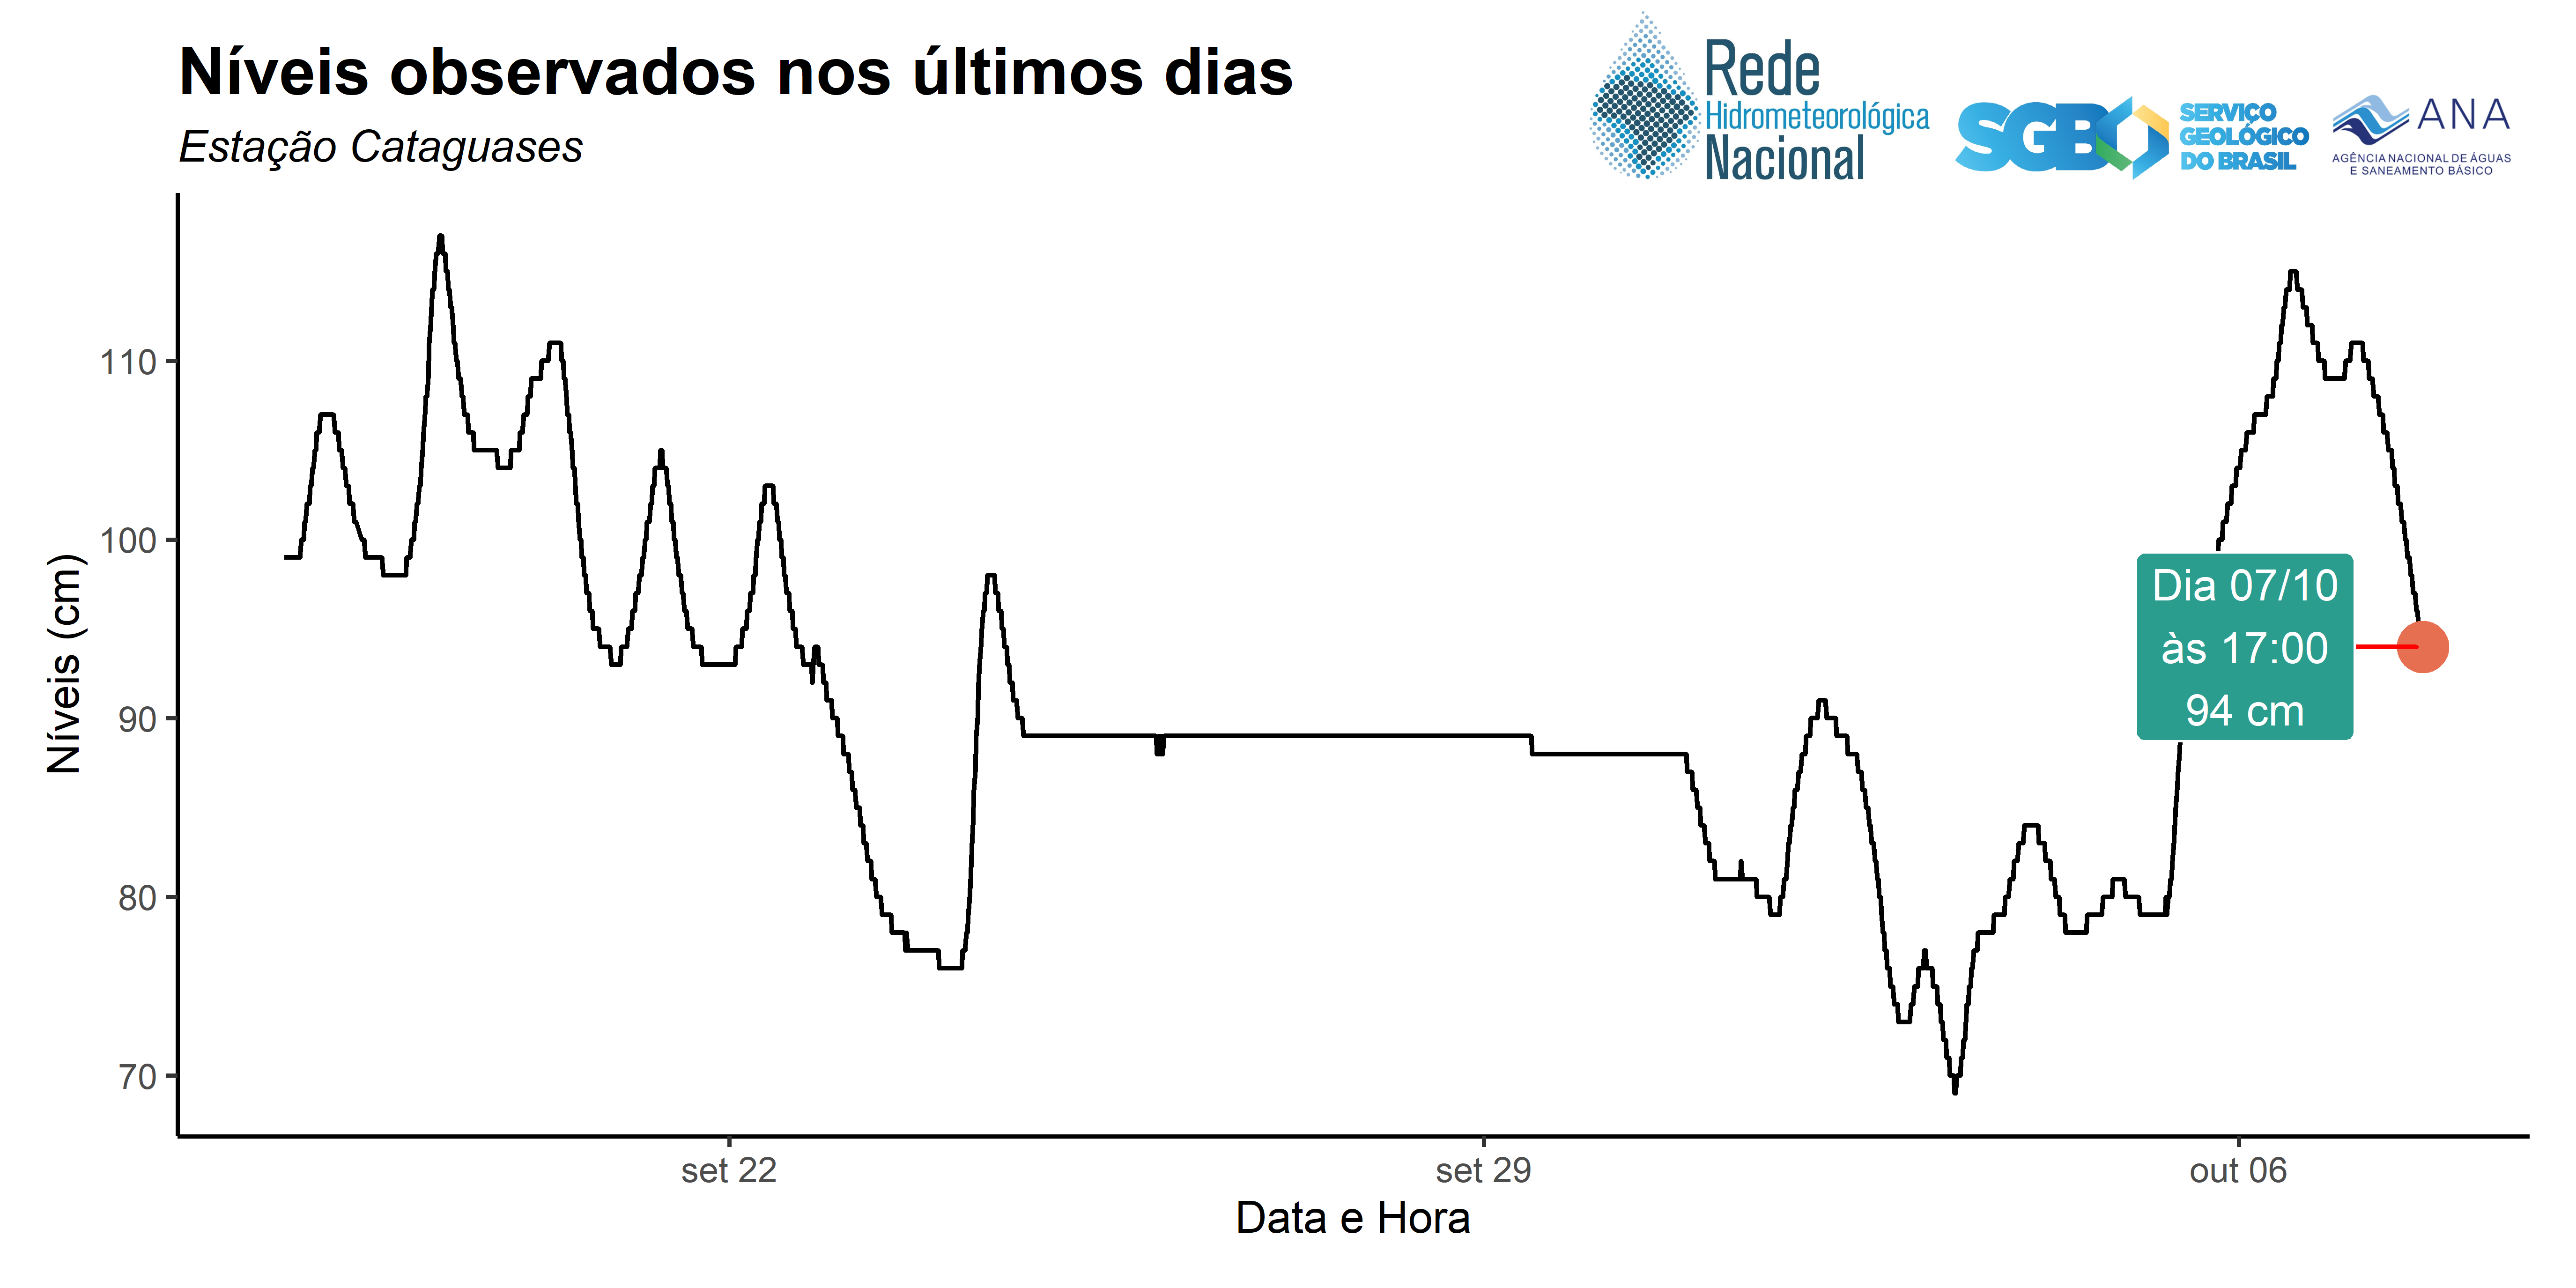 Níveis observados nos últimos dias
Estação Cataguases
Rede
Hidrometeorológica
Nacional
SGB
SERVIÇO
GEOLÓGICO
DO BRASIL
ANA
AGÊNCIA NACIONAL DE ÁGUAS
E SANEAMENTO BÁSICO
Níveis (cm)
110
100
90
80
70
Dia 07/10
às 17:00
94 cm
set 22
set 29
out 06
Data e Hora